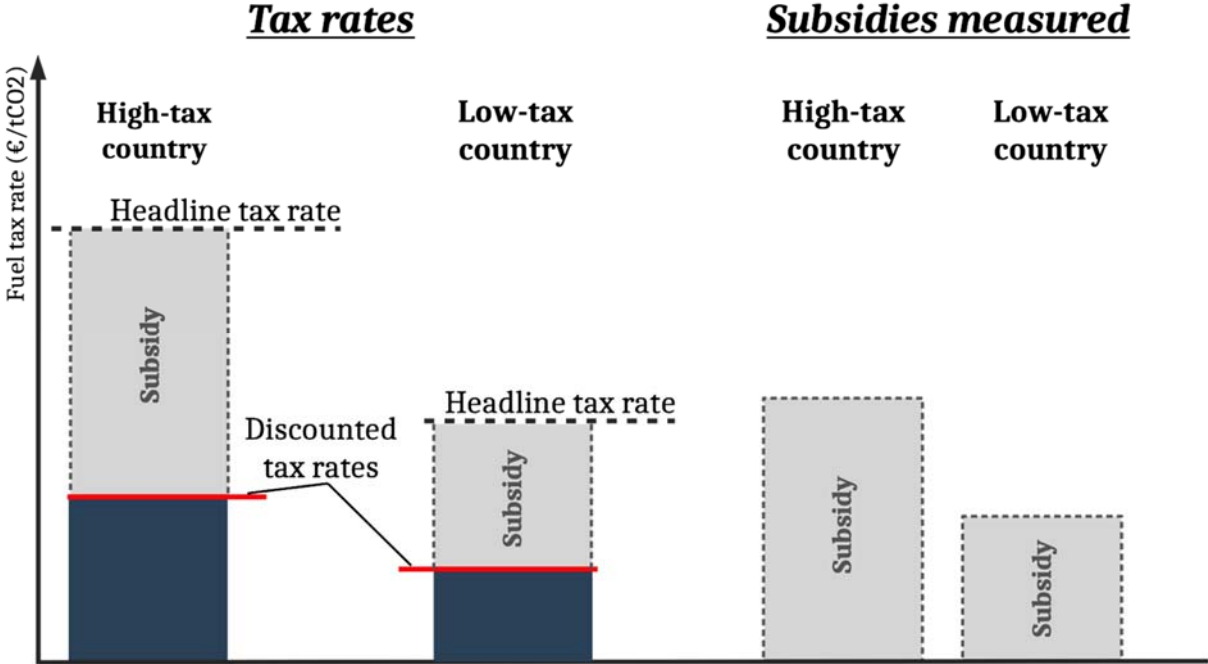 Tax rates
Subsidies measured
Fuel tax rate (€/tCO2)
High-tax
country
Low-tax
country
High-tax
country
Low-tax
country
Headline tax rate
Subsidy
Discounted
tax rates
Headline tax rate
Subsidy
Subsidy
Subsidy